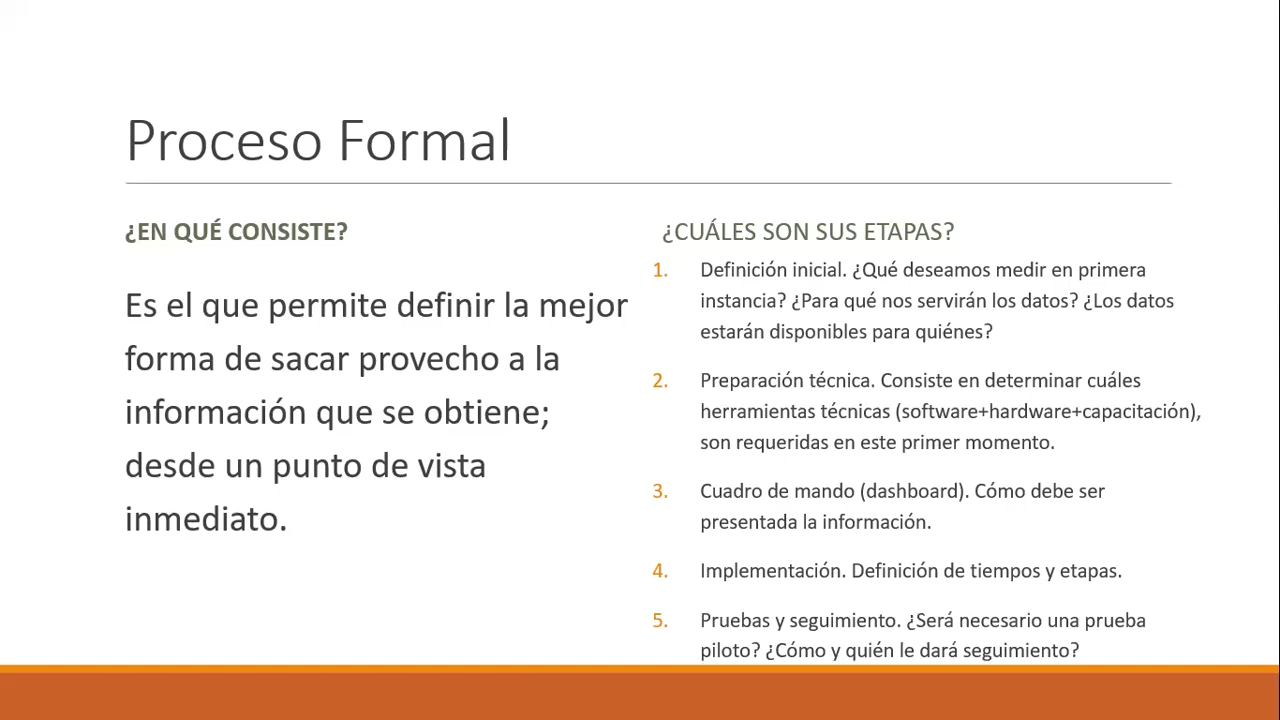 Proceso Formal
¿EN QUÉ CONSISTE?
Es el que permite definir la mejor
forma de sacar provecho a la
información que se obtiene;
desde un punto de vista
inmediato.
¿CUÁLES SON SUS ETAPAS?
1. Definición inicial. ¿Qué deseamos medir en primera
instancia? ¿Para qué nos servirán los datos? ¿Los datos
estarán disponibles para quiénes?
2. Preparación técnica. Consiste en determinar cuáles
herramientas técnicas (software+hardware+capacitación),
son requeridas en este primer momento.
3. Cuadro de mando (dashboard). Cómo debe ser
presentada la información.
4. Implementación. Definición de tiempos y etapas.
5. Pruebas y seguimiento. ¿Será necesario una prueba
piloto? ¿Cómo y quién le dará seguimiento?